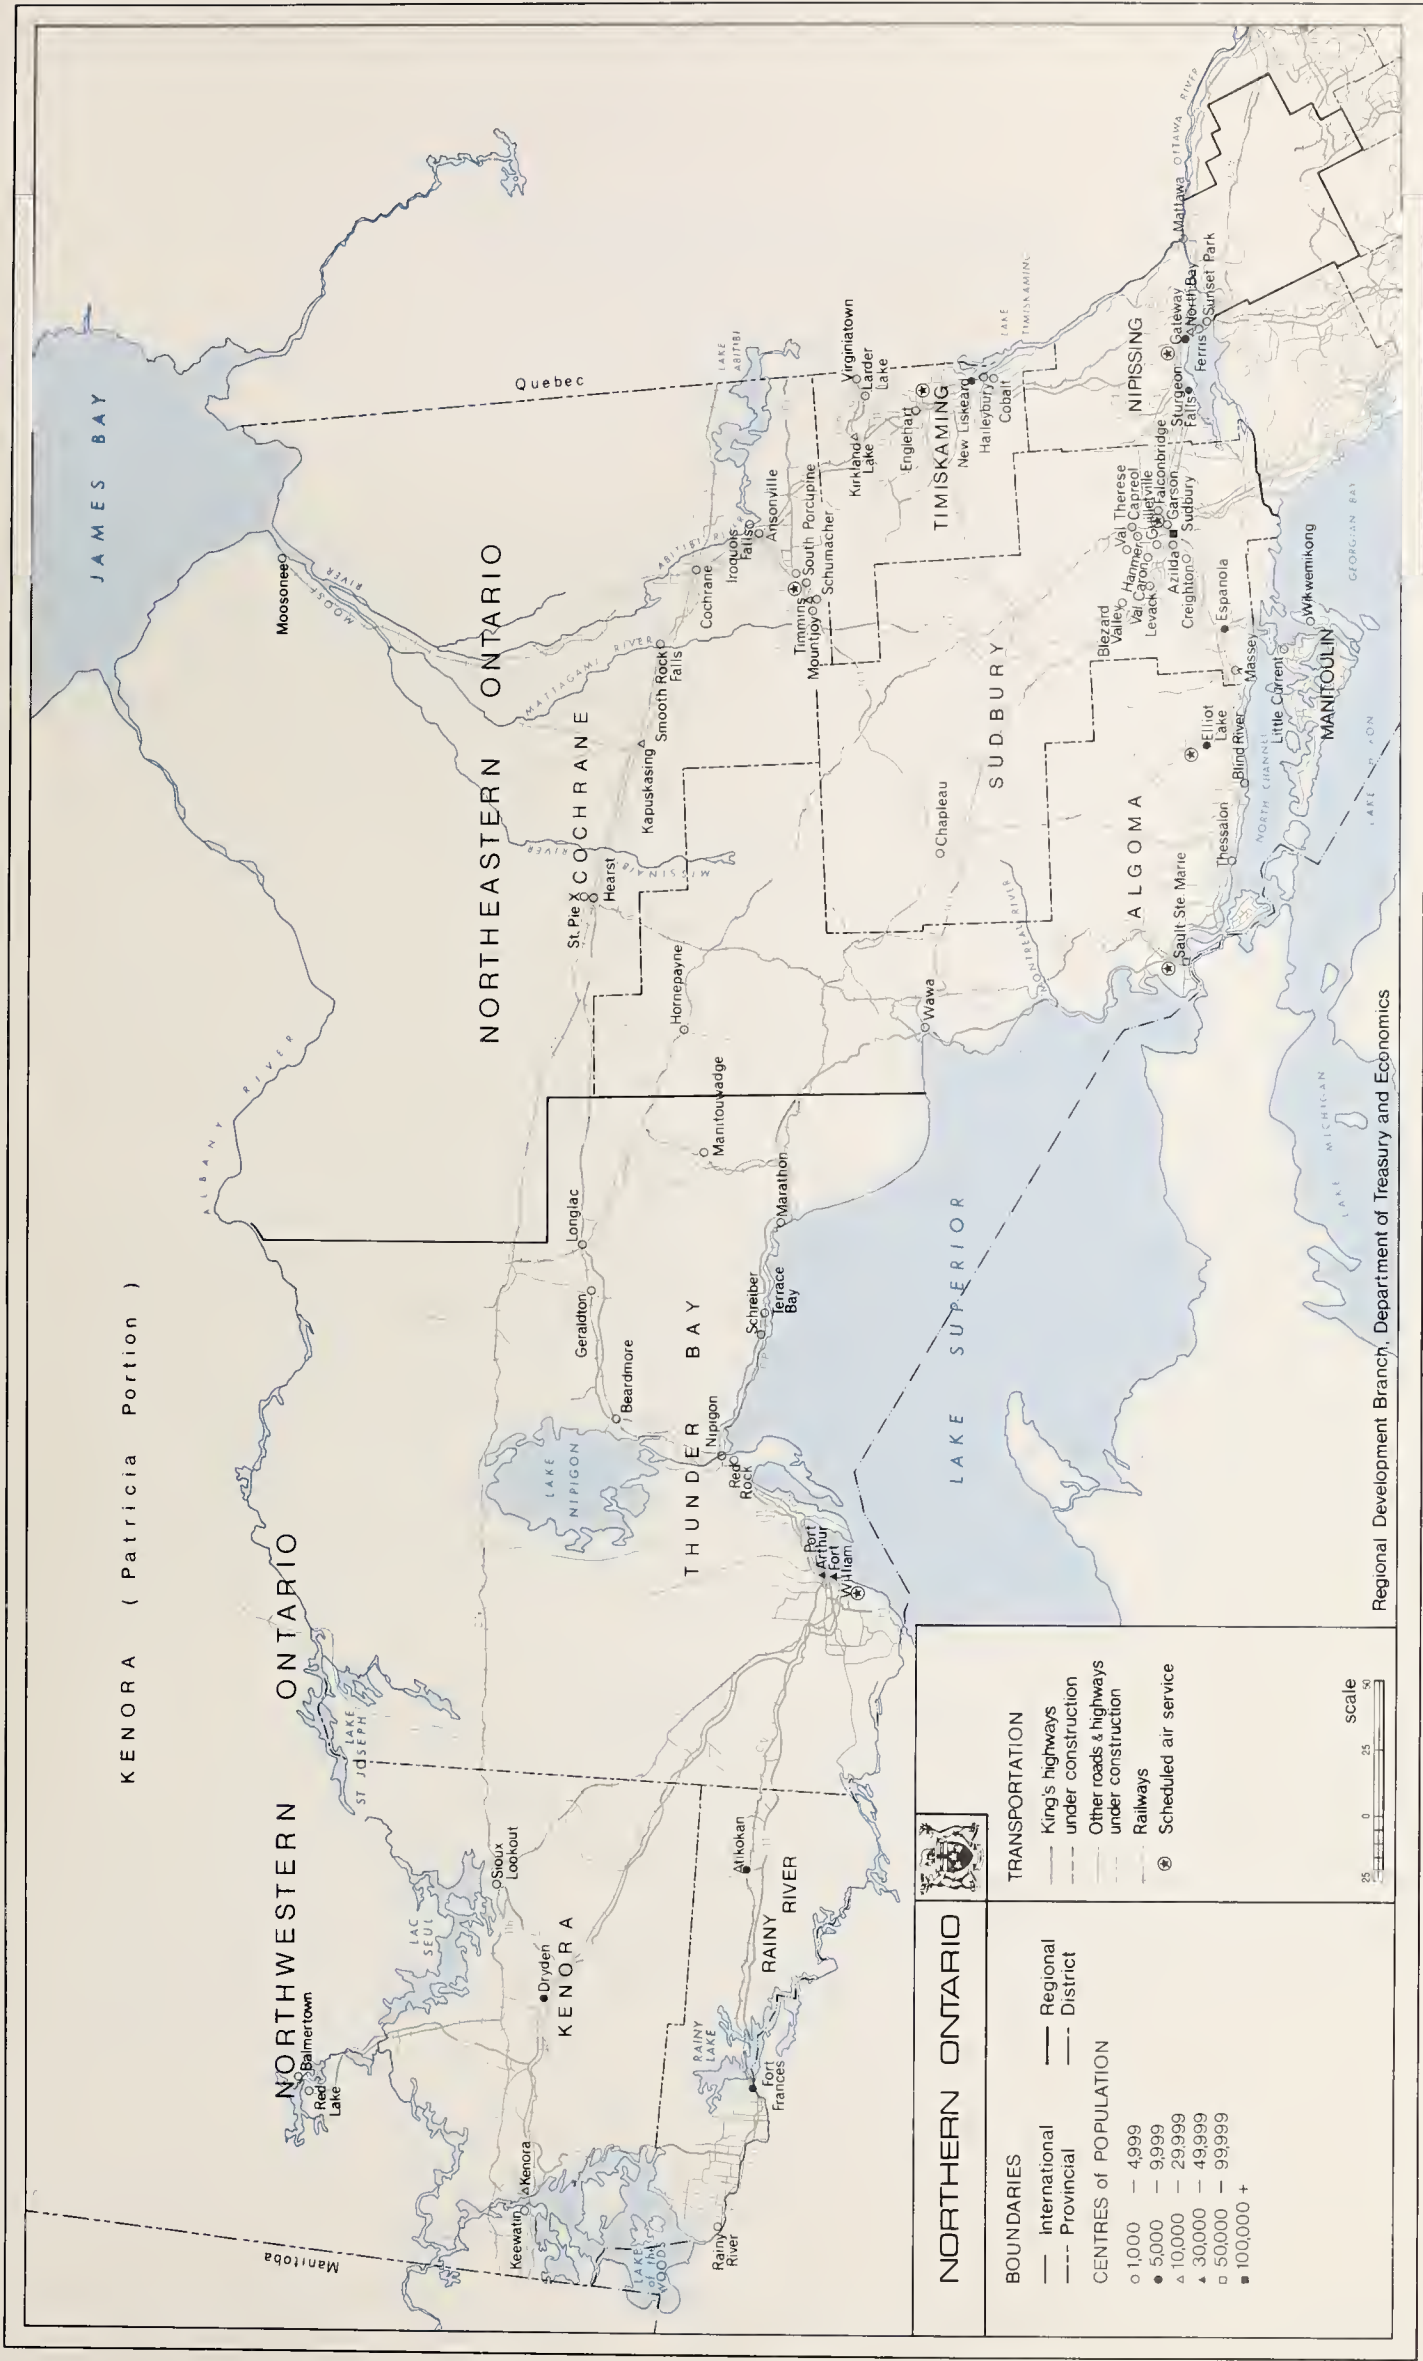 KENORA ( Patricia Portion )
JAMES BAY
ALBANY RIVER
NORTHWESTERN ONTARIO
NORTHEASTERN ONTARIO
Manitoba
Quebec
Moosonee
MOOSE RIVER
Balmertown
Red
Lake
LAKE
ST JOSEPH
LAC
SEUL
Sioux
Lookout
Dryden
KENORA
Keewatin
Kenora
LAKE
of the
WOODS
RAINY
LAKE
Rainy
River
Fort
Frances
RAINY
RIVER
Atikokan
LAKE
NIPIGON
Beardmore
Geraldton
Longlac
THUNDER BAY
Nipigon
Red
Rock
Port
Arthur
Fort
William
Schreiber
Terrace
Bay
Marathon
Manitouwadge
Hornepayne
St. Pie X
Hearst
COCHRANE
MISSINAIBI RIVER
Kapuskasing
MATTAGAMI RIVER
Smooth Rock
Falls
Cochrane
ABITIBI RIVER
Iroquois
Falls
Ansonville
LAKE
ABITIBI
Timmins
Mountjoy
South Porcupine
Schumacher
Virginiatown
Larder
Lake
Kirkland
Lake
Englehart
TIMISKAMING
New Liskeard
Haileybury
Cobalt
LAKE
TIMISKAMING
Wawa
Chapleau
SUDBURY
MONTREAL RIVER
ALGOMA
Sault Ste. Marie
Thessalon
Blind River
Elliot
Lake
Massey
Espanola
Blezard
Valley
Val Therese
Hanmer
Capreol
Val Caron
Guilletville
Levack
Falconbridge
Azilda
Garson
Creighton
Sudbury
NIPISSING
Sturgeon
Falls
Gateway
North Bay
Ferris
Sunset Park
Mattawa
OTTAWA RIVER
Little Current
Wikwemikong
MANITOULIN
NORTH CHANNEL
GEORGIAN BAY
LAKE
LAKE MICHIGAN
LAKE SUPERIOR
Regional Development Branch, Department of Treasury and Economics
NORTHERN ONTARIO
BOUNDARIES
International
Regional
Provincial
District
CENTRES of POPULATION
1,000 – 4,999
5,000 – 9,999
10,000 – 29,999
30,000 – 49,999
50,000 – 99,999
100,000 +
TRANSPORTATION
King's highways
under construction
Other roads & highways
under construction
Railways
Scheduled air service
scale
25 0 25 50